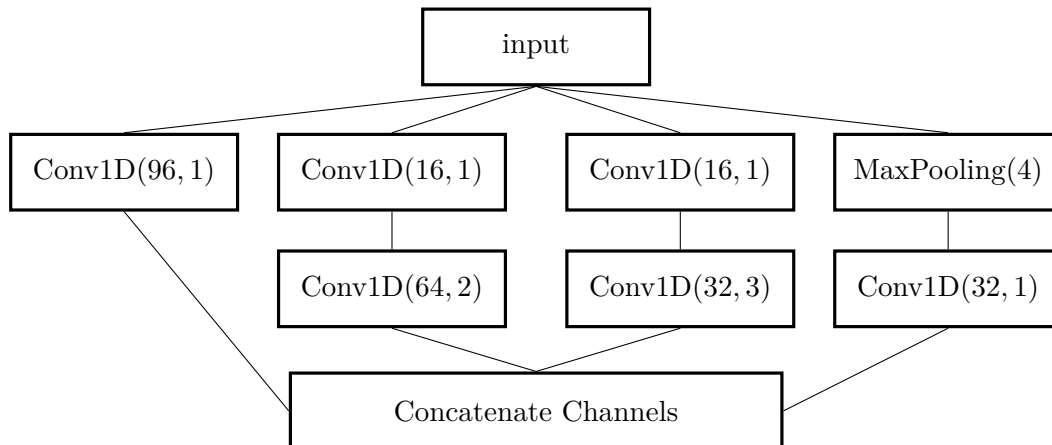 input
Conv1D(96, 1)
Conv1D(16, 1)
Conv1D(16, 1)
MaxPooling(4)
Conv1D(64, 2)
Conv1D(32, 3)
Conv1D(32, 1)
Concatenate Channels